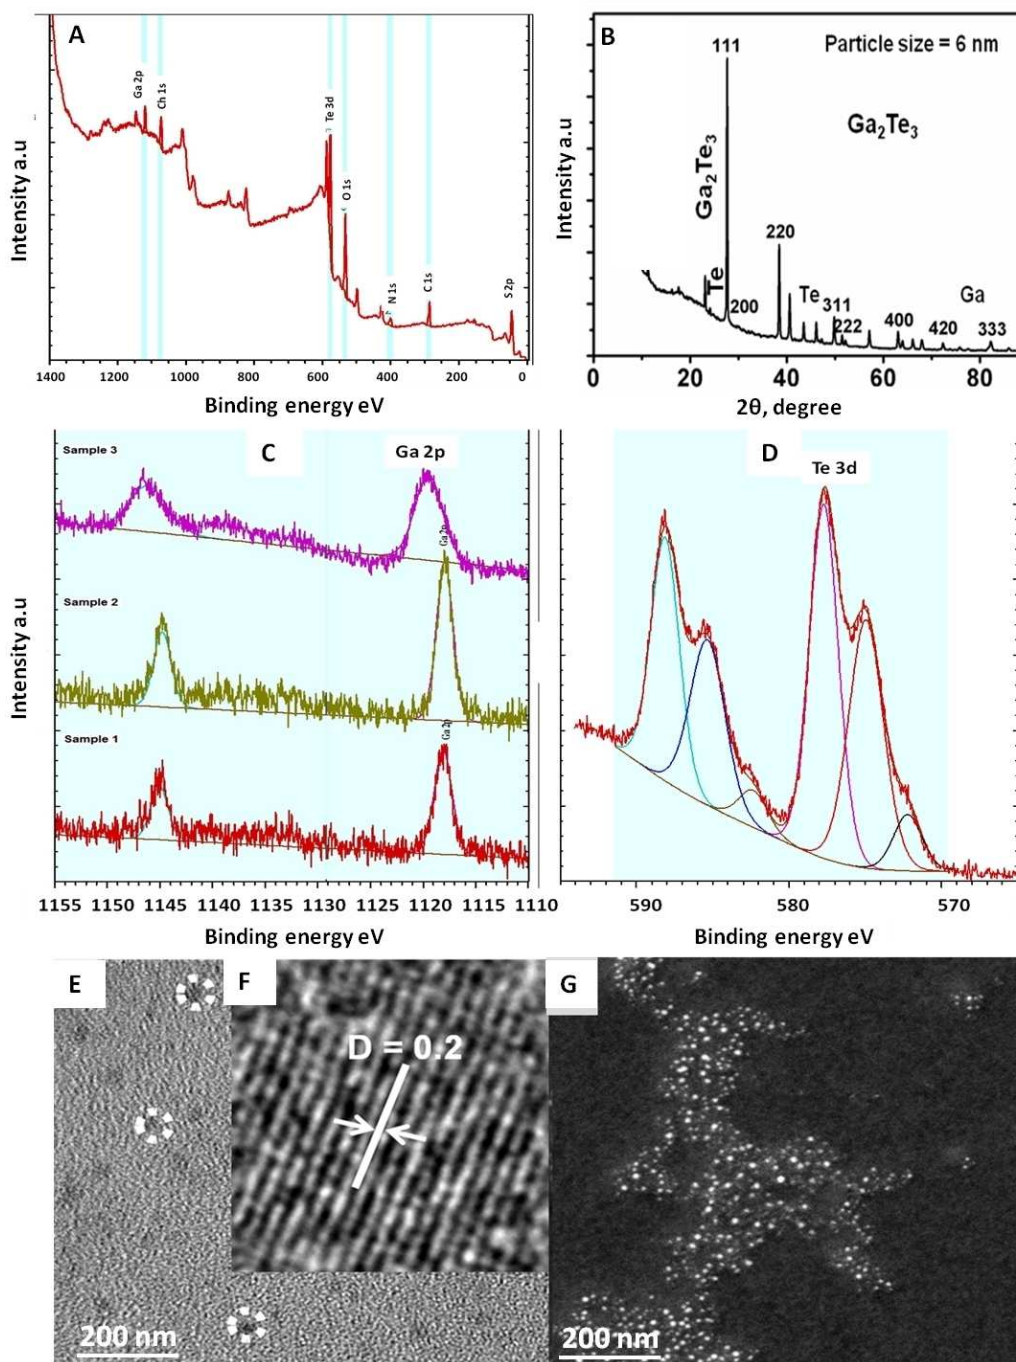 A
Ga 2p
Ch 1s
Te 3d
O 1s
N 1s
C 1s
S 2p
Intensity a.u
1400 1200 1000 800 600 400 200 0
Binding energy eV
B
111
Particle size = 6 nm
Ga₂Te₃
Ga₂Te₃
Te
200
220
Te
311
222
400
420
Ga
333
Intensity a.u
0 20 40 60 80
2θ, degree
C
Ga 2p
Sample 3
Ga 2p
Sample 2
Ga 2p
Sample 1
Intensity a.u
1155 1145 1140 1135 1130 1125 1120 1115 1110
Binding energy eV
D
Te 3d
590 580 570
Binding energy eV
E
200 nm
F
D = 0.2
G
200 nm